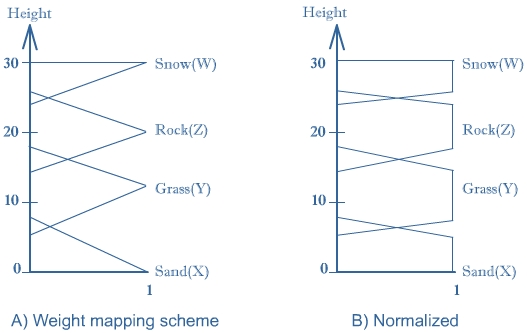 Height
30
20
10
0
Snow(W)
Rock(Z)
Grass(Y)
Sand(X)
1
A) Weight mapping scheme
Height
30
20
10
0
Snow(W)
Rock(Z)
Grass(Y)
Sand(X)
1
B) Normalized